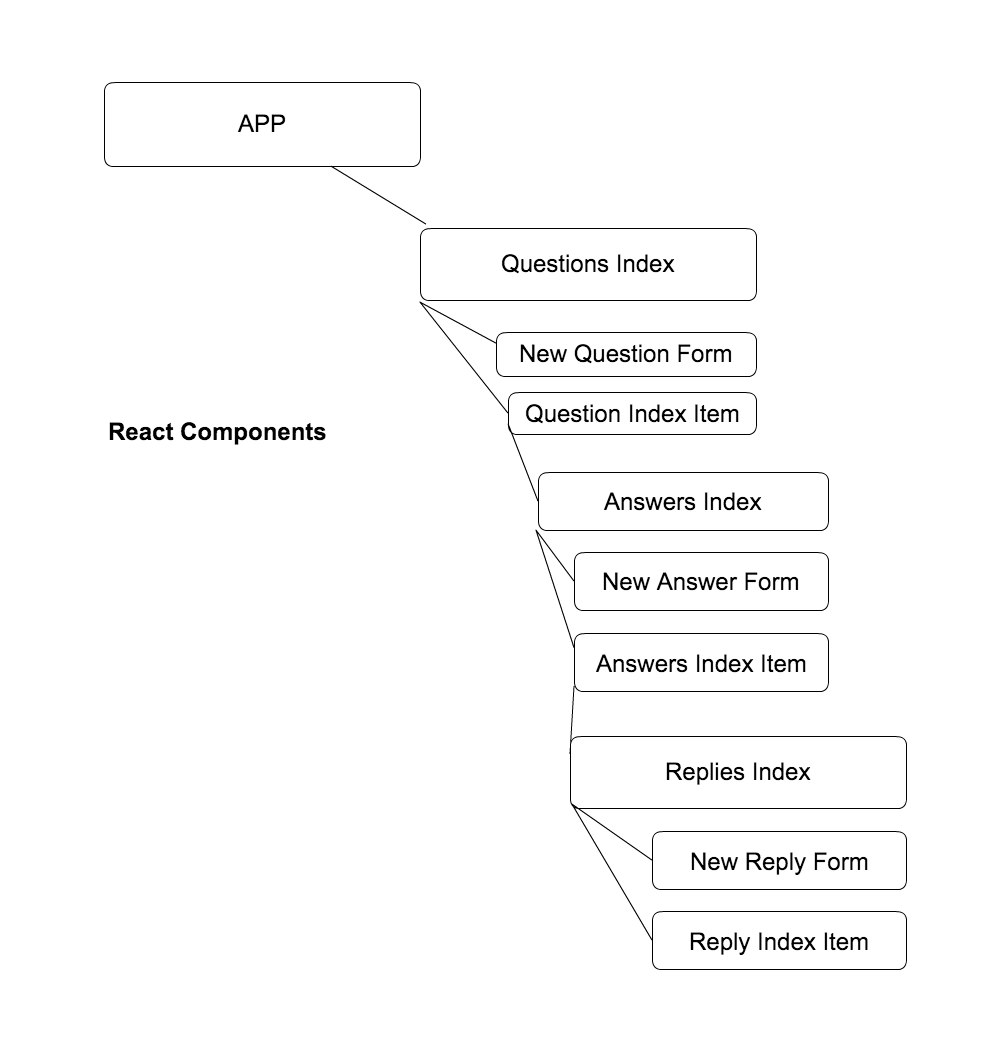 APP
Questions Index
New Question Form
Question Index Item
React Components
Answers Index
New Answer Form
Answers Index Item
Replies Index
New Reply Form
Reply Index Item